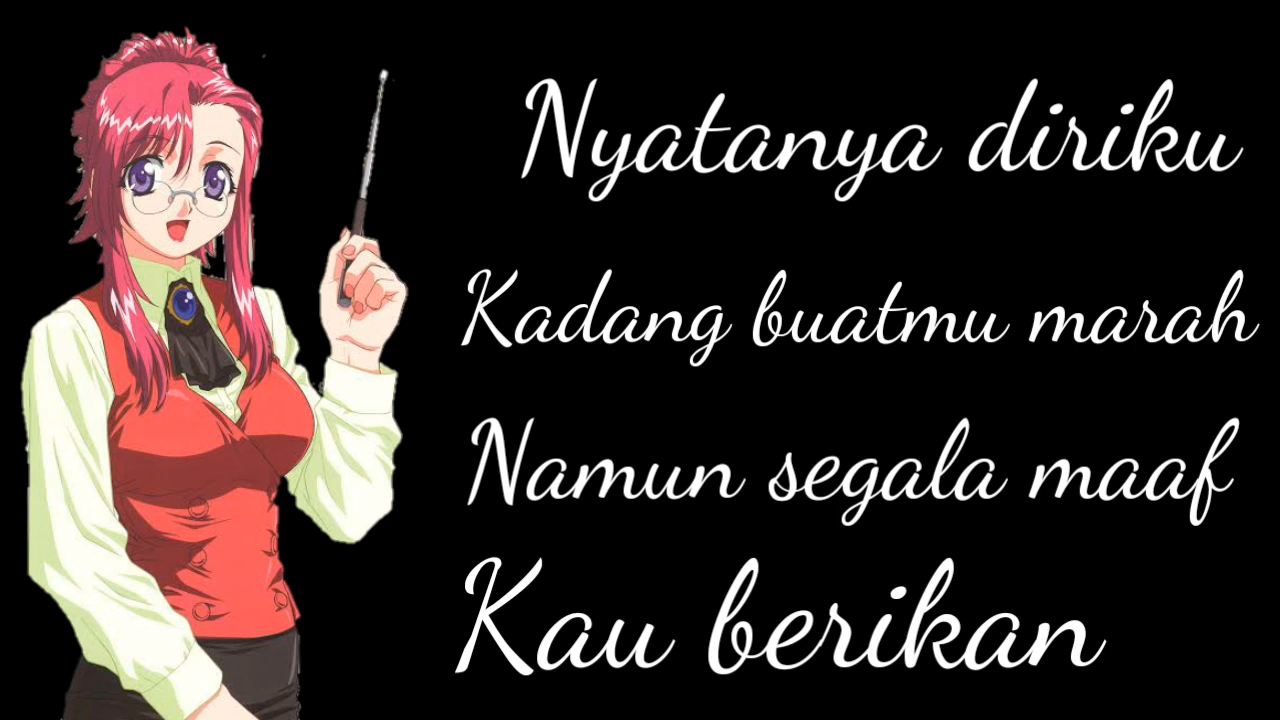 Nyatanya diriku
Kadang buatmu marah
Namun segala maaf
Kau berikan